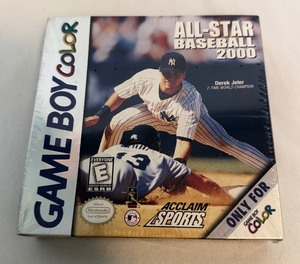 GAME BOY COLOR
ALL-STAR
BASEBALL
2000
Derek Jeter
2-TIME WORLD CHAMPION
EVERYONE
E
ESRB
Nintendo
ACCLAIM
SPORTS
ONLY FOR
GAME BOY
COLOR